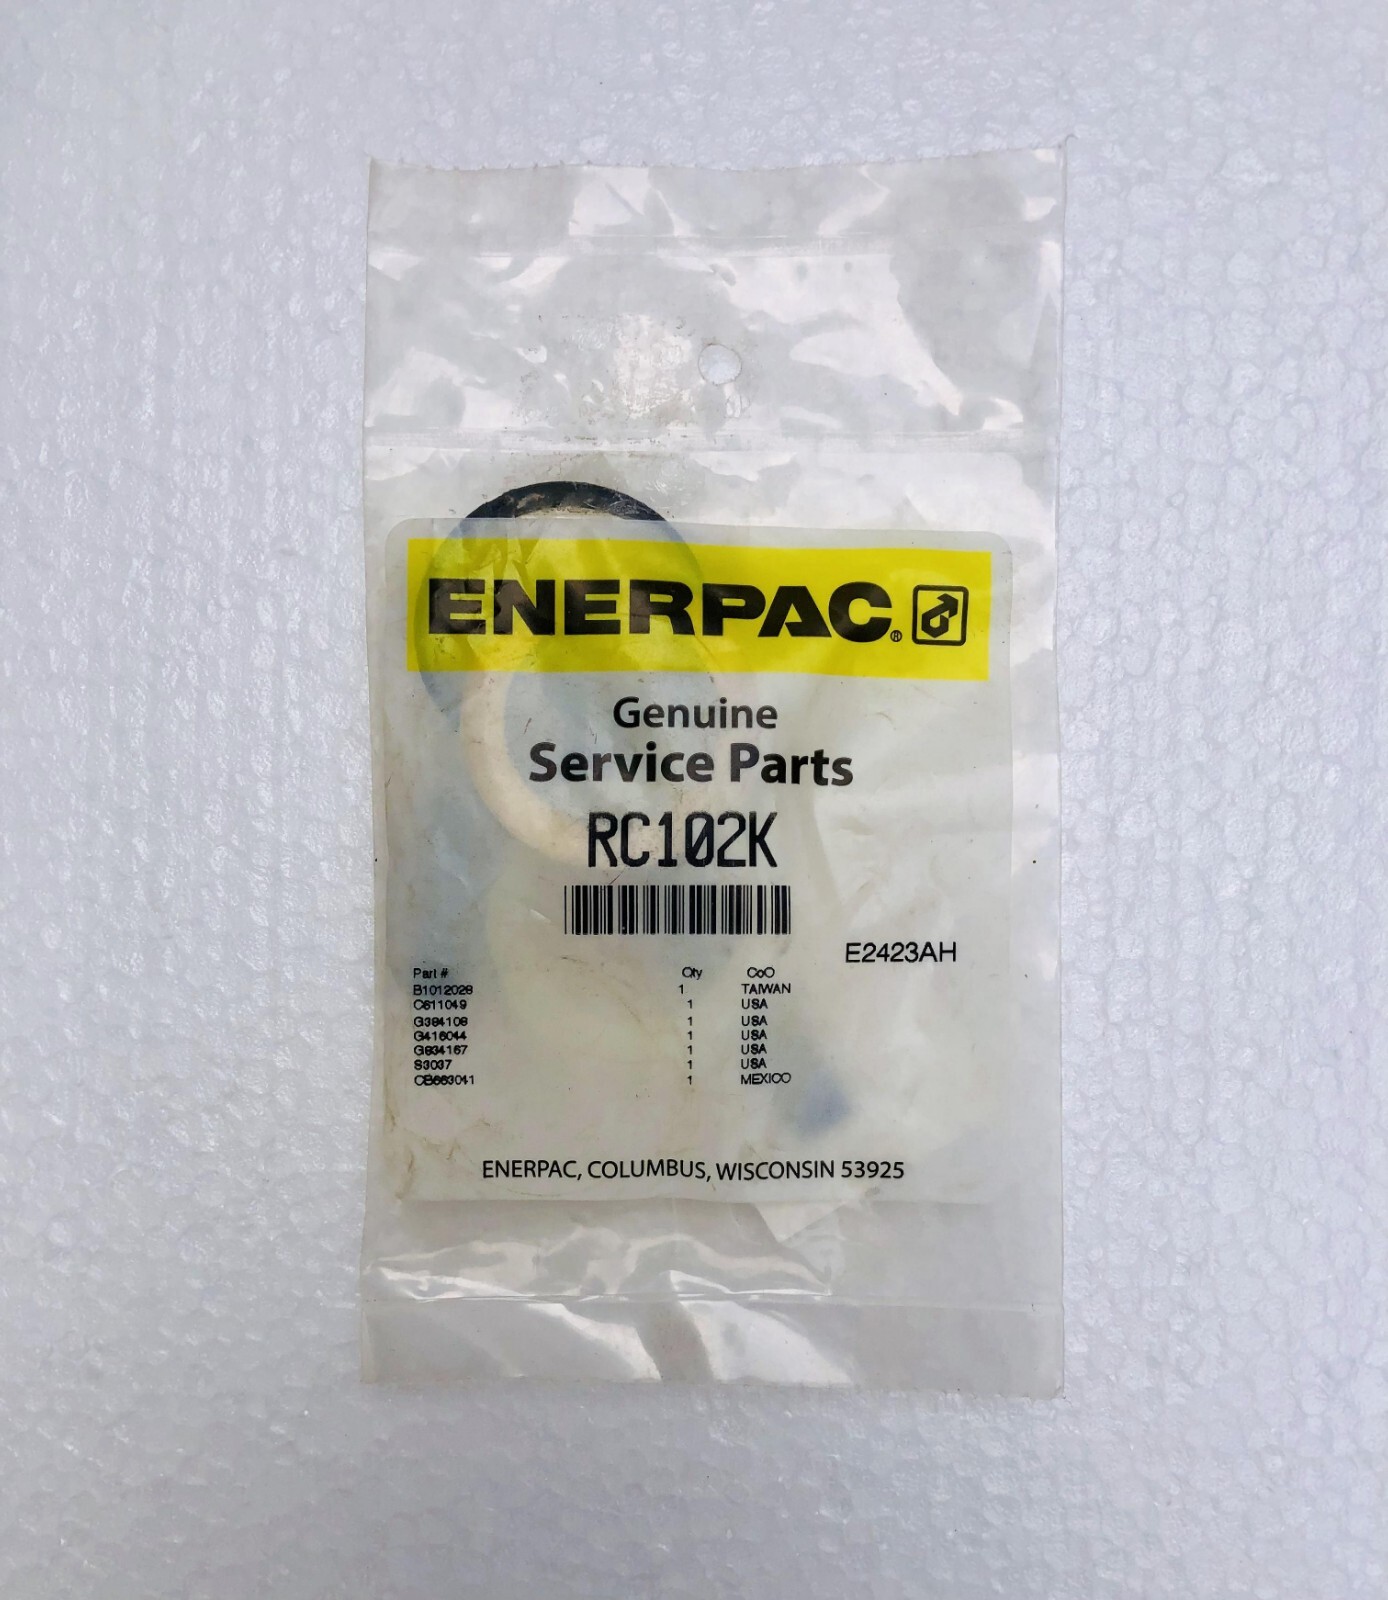 ENERPAC®
Genuine
Service Parts
RC102K
E2423AH
Part # Qty CoO
B1012028 1 TAIWAN
C611049 1 USA
G384108 1 USA
G416044 1 USA
G834167 1 USA
S3037 1 USA
CB663041 1 MEXICO
ENERPAC, COLUMBUS, WISCONSIN 53925